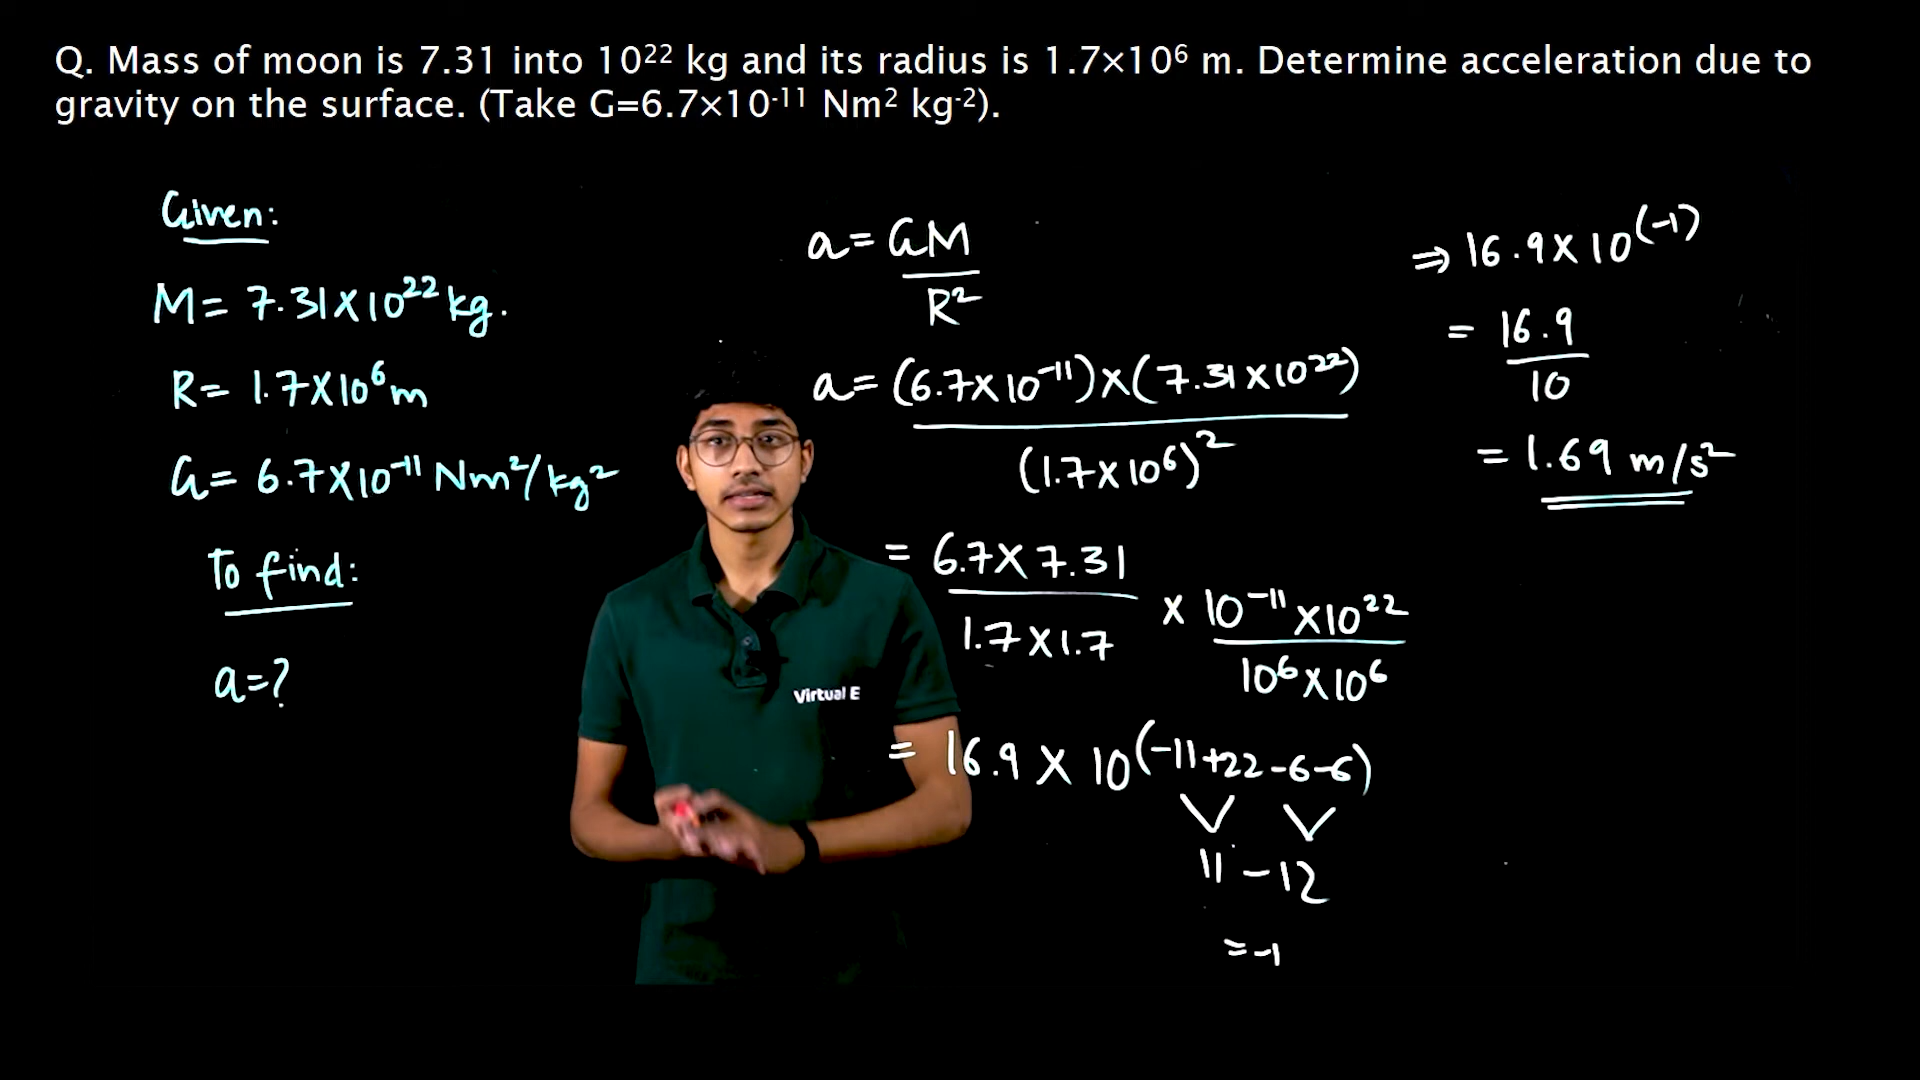 Q. Mass of moon is 7.31 into 10²² kg and its radius is 1.7×10⁶ m. Determine acceleration due to
gravity on the surface. (Take G=6.7×10⁻¹¹ Nm² kg⁻²).
Given:
M= 7.31×10²² kg.
R= 1.7×10⁶ m
G= 6.7×10⁻¹¹ Nm²/kg²
To find:
a=?
a= GM
R²
a= (6.7×10⁻¹¹)×(7.31×10²²)
(1.7×10⁶)²
= 6.7×7.31
1.7×1.7
× 10⁻¹¹×10²²
10⁶×10⁶
= 16.9 × 10^(-11+22-6-6)
11 -12
= -1
⇒ 16.9×10^(-1)
= 16.9
10
= 1.69 m/s²
Virtual E